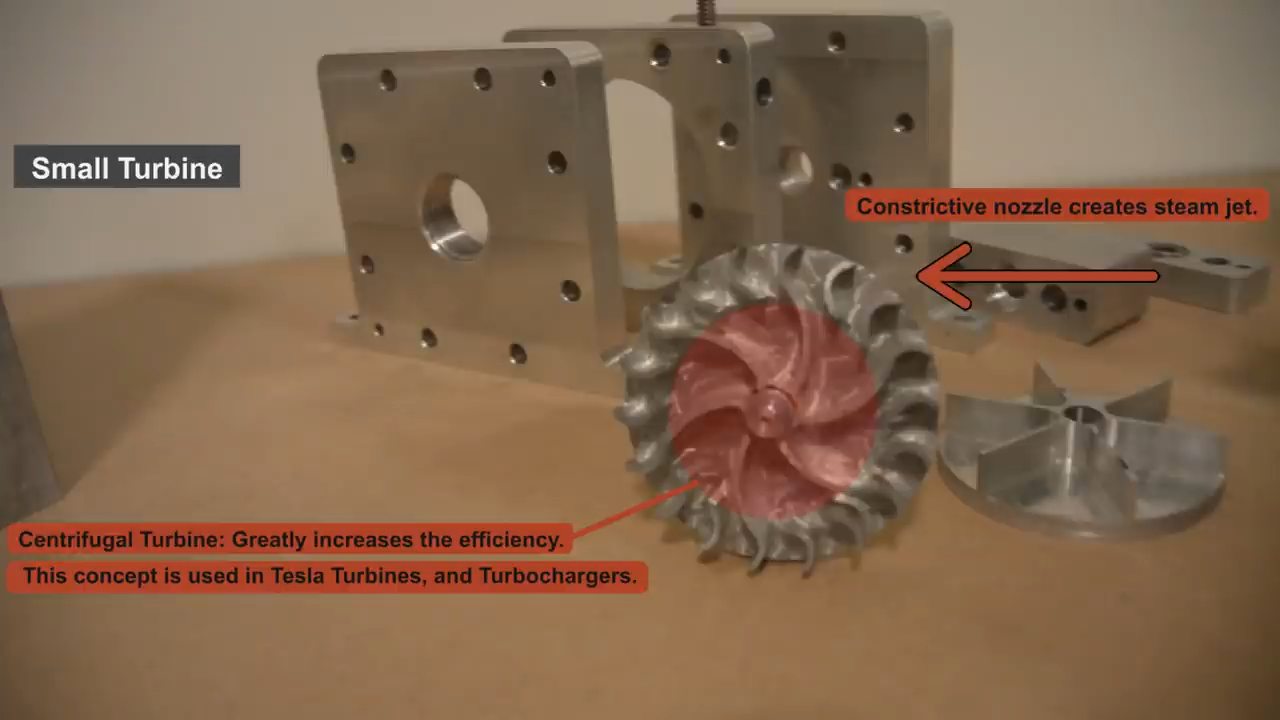 Small Turbine
Constrictive nozzle creates steam jet.
Centrifugal Turbine: Greatly increases the efficiency.
This concept is used in Tesla Turbines, and Turbochargers.